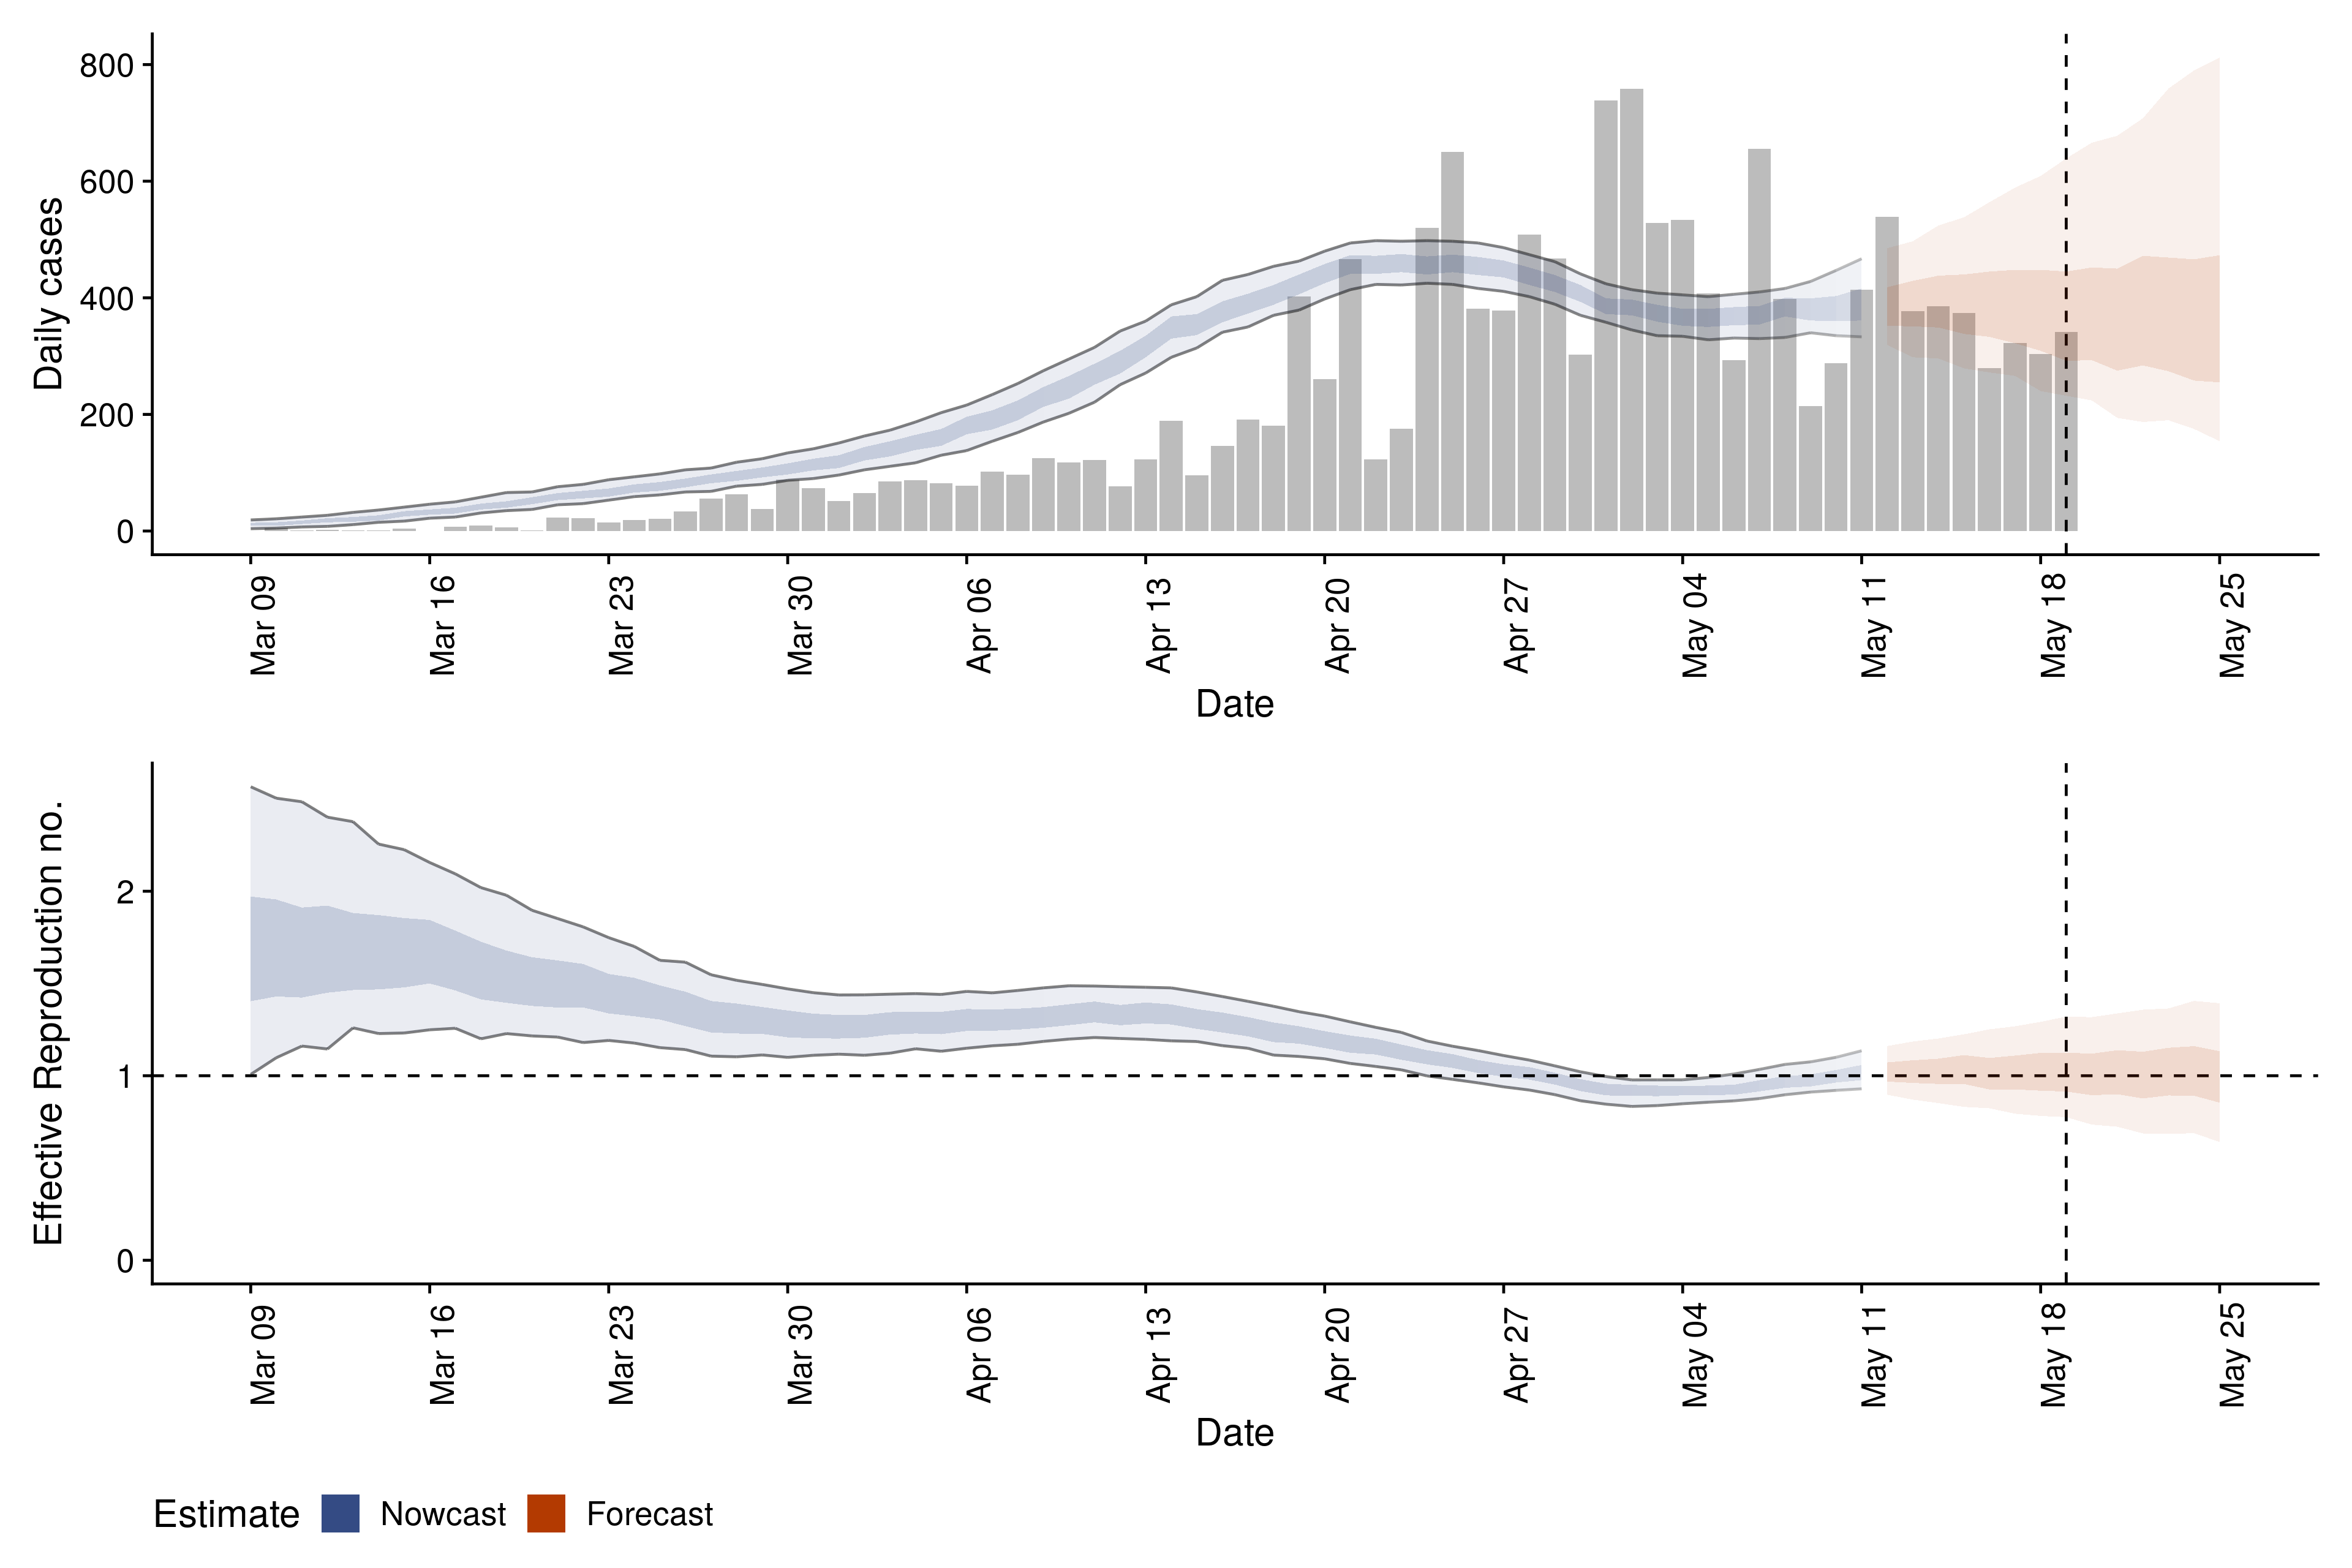 Daily cases
800
600
400
200
0
Mar 09 Mar 16 Mar 23 Mar 30 Apr 06 Apr 13 Apr 20 Apr 27 May 04 May 11 May 18 May 25
Date
Effective Reproduction no.
2
1
0
Mar 09 Mar 16 Mar 23 Mar 30 Apr 06 Apr 13 Apr 20 Apr 27 May 04 May 11 May 18 May 25
Date
Estimate Nowcast Forecast